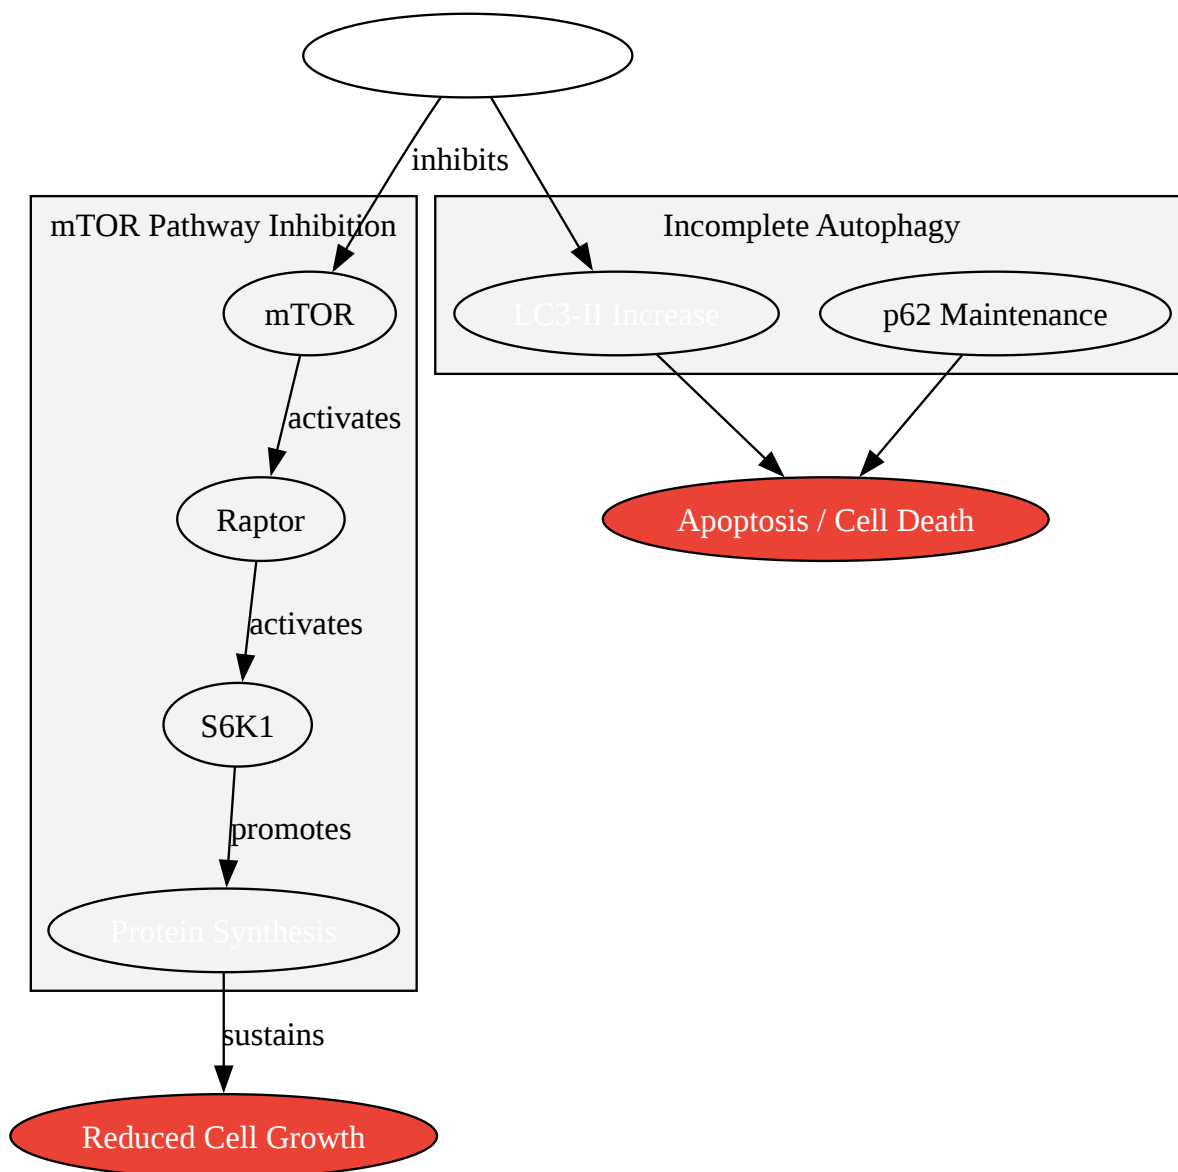 inhibits
mTOR Pathway Inhibition
Incomplete Autophagy
mTOR
LC3-II Increase
p62 Maintenance
activates
Raptor
Apoptosis / Cell Death
activates
S6K1
promotes
Protein Synthesis
sustains
Reduced Cell Growth